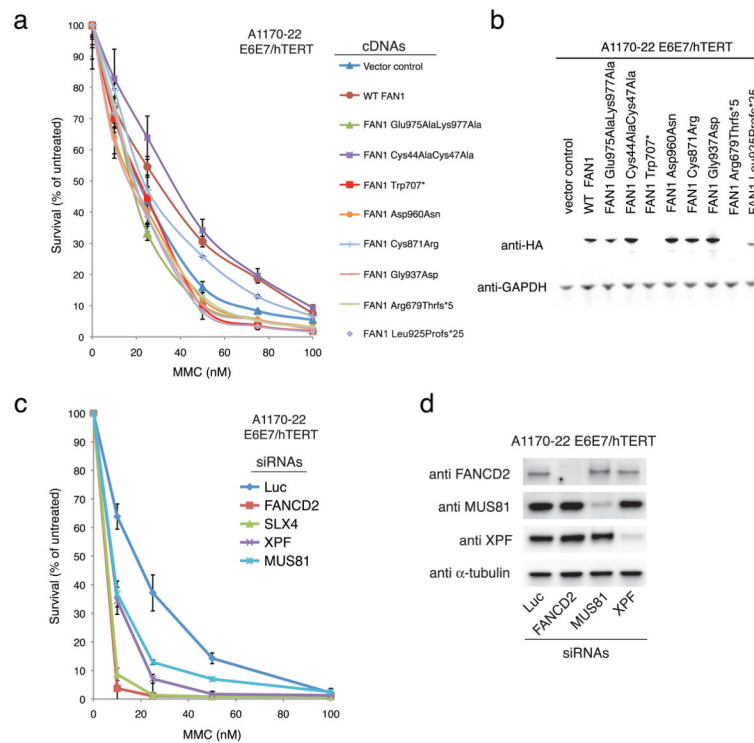 a
A1170-22
E6E7/hTERT
cDNAs
Vector control
WT FAN1
FAN1 Glu975AlaLys977Ala
FAN1 Cys44AlaCys47Ala
FAN1 Trp707*
FAN1 Asp960Asn
FAN1 Cys871Arg
FAN1 Gly937Asp
FAN1 Arg679Thrfs*5
FAN1 Leu925Profs*25
Survival (% of untreated)
100
90
80
70
60
50
40
30
20
10
0
0 20 40 60 80 100
MMC (nM)
b
A1170-22 E6E7/hTERT
vector control
WT FAN1
FAN1 Glu975AlaLys977Ala
FAN1 Cys44AlaCys47Ala
FAN1 Trp707*
FAN1 Asp960Asn
FAN1 Cys871Arg
FAN1 Gly937Asp
FAN1 Arg679Thrfs*5
FAN1 Leu925Profs*25
anti-HA
anti-GAPDH
c
A1170-22
E6E7/hTERT
siRNAs
Luc
FANCD2
SLX4
XPF
MUS81
Survival (% of untreated)
100
90
80
70
60
50
40
30
20
10
0
0 20 40 60 80 100
MMC (nM)
d
A1170-22 E6E7/hTERT
anti FANCD2
anti MUS81
anti XPF
anti α-tubulin
Luc
FANCD2
MUS81
XPF
siRNAs